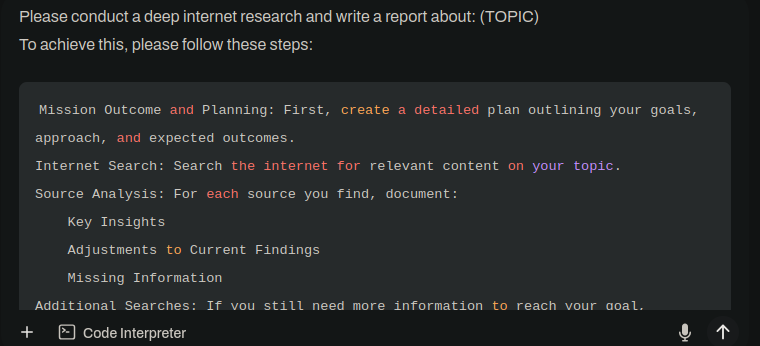 Please conduct a deep internet research and write a report about: (TOPIC)
To achieve this, please follow these steps:
Mission Outcome and Planning: First, create a detailed plan outlining your goals,
approach, and expected outcomes.
Internet Search: Search the internet for relevant content on your topic.
Source Analysis: For each source you find, document:
Key Insights
Adjustments to Current Findings
Missing Information
Additional Searches: If you still need more information to reach your goal,
Code Interpreter